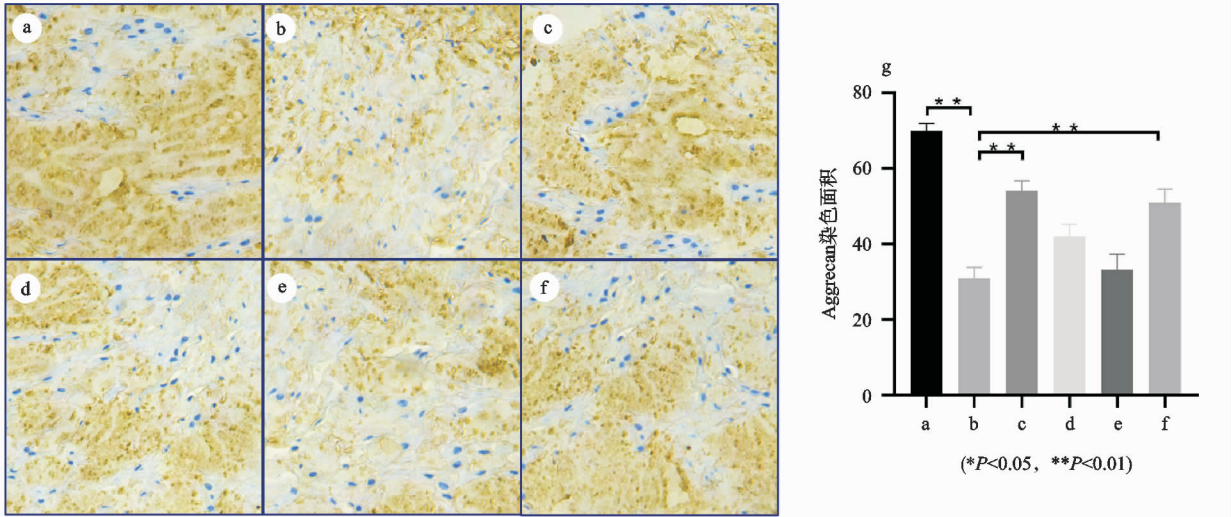 a
b
c
d
e
f
g
80
60
40
20
0
Aggrecan染色面积
** 
**
**
a b c d e f
(*P<0.05, **P<0.01)